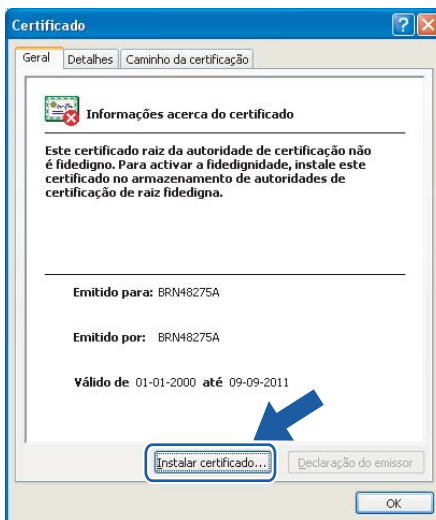 Certificado
Geral Detalhes Caminho da certificação
Informações acerca do certificado
Este certificado raiz da autoridade de certificação não
é fidedigno. Para activar a fidedignidade, instale este
certificado no armazenamento de autoridades de
certificação de raiz fidedigna.
Emitido para: BRN48275A
Emitido por: BRN48275A
Válido de 01-01-2000 até 09-09-2011
Instalar certificado... Declaração do emissor
OK